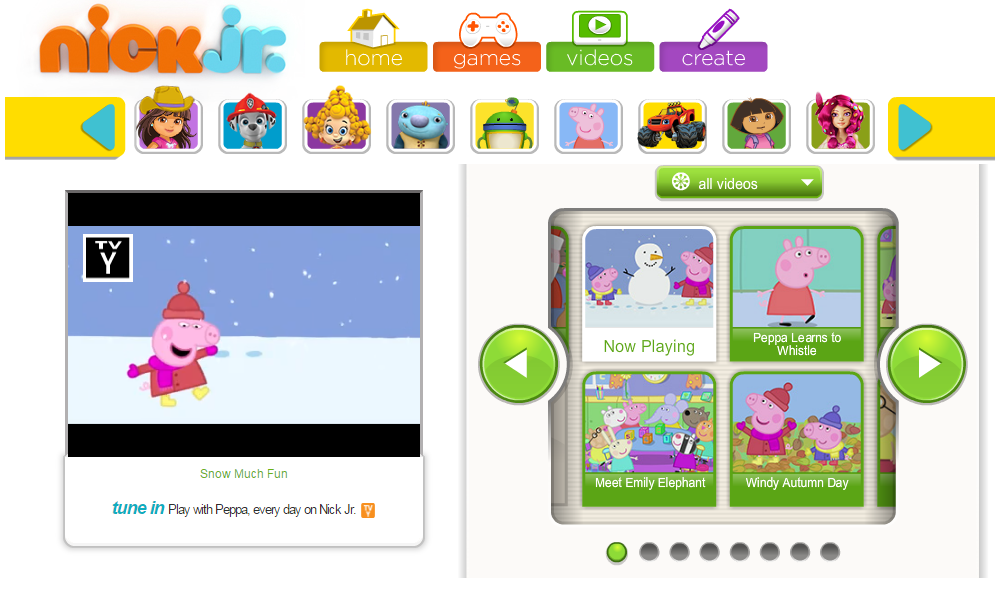 nick jr.
home
games
videos
create
all videos
TV
Y
Now Playing
Peppa Learns to
Whistle
Meet Emily Elephant
Windy Autumn Day
Snow Much Fun
tune in Play with Peppa, every day on Nick Jr. TV